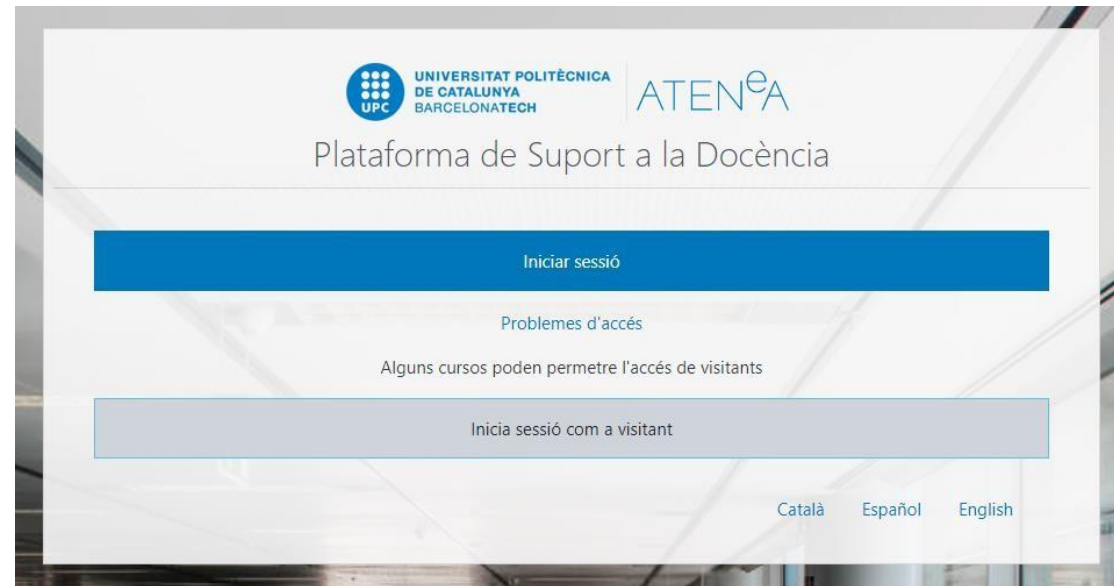 UPC
UNIVERSITAT POLITÈCNICA
DE CATALUNYA
BARCELONATECH
ATENeA
Plataforma de Suport a la Docència
Iniciar sessió
Problemes d'accés
Alguns cursos poden permetre l'accés de visitants
Inicia sessió com a visitant
Català Español English